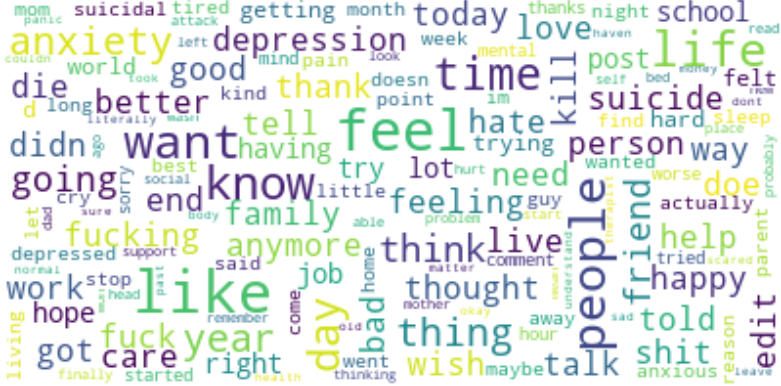 mom suicidal tired getting month today thanks night school
panic attack love haven read
anxiety left depression mind pain look week mental post life
couldn world good thank doesn time kill self bed money felt
die took kind point im suicide dont
d long better tell feel hate find hard sleep
literally place
didn ago want having trying person way
best know try lot hurt need wanted worse doe probably
going sorry social little feeling guy actually
cry sure end family able problem start therapist parent
let dad body friend
fucking anymore think live understand help
depressed support said comment tried scared
normal past job home matter people happy
work stop head like thought
hope remember come day bad mother okay away sad told edit
living fuck year old thing hour reason
got care right went wish maybe talk shit
finally started health thinking anxious leave